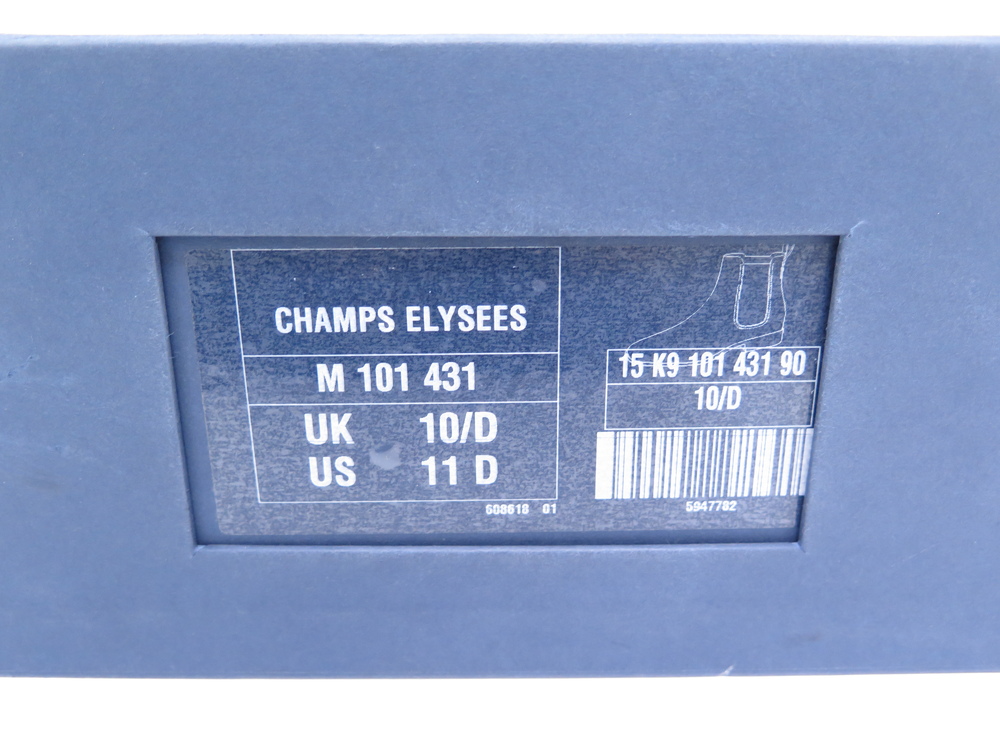 CHAMPS ELYSEES
M 101 431
UK 10/D
US 11 D
608618 01
15 K9 101 431 90
10/D
5947782